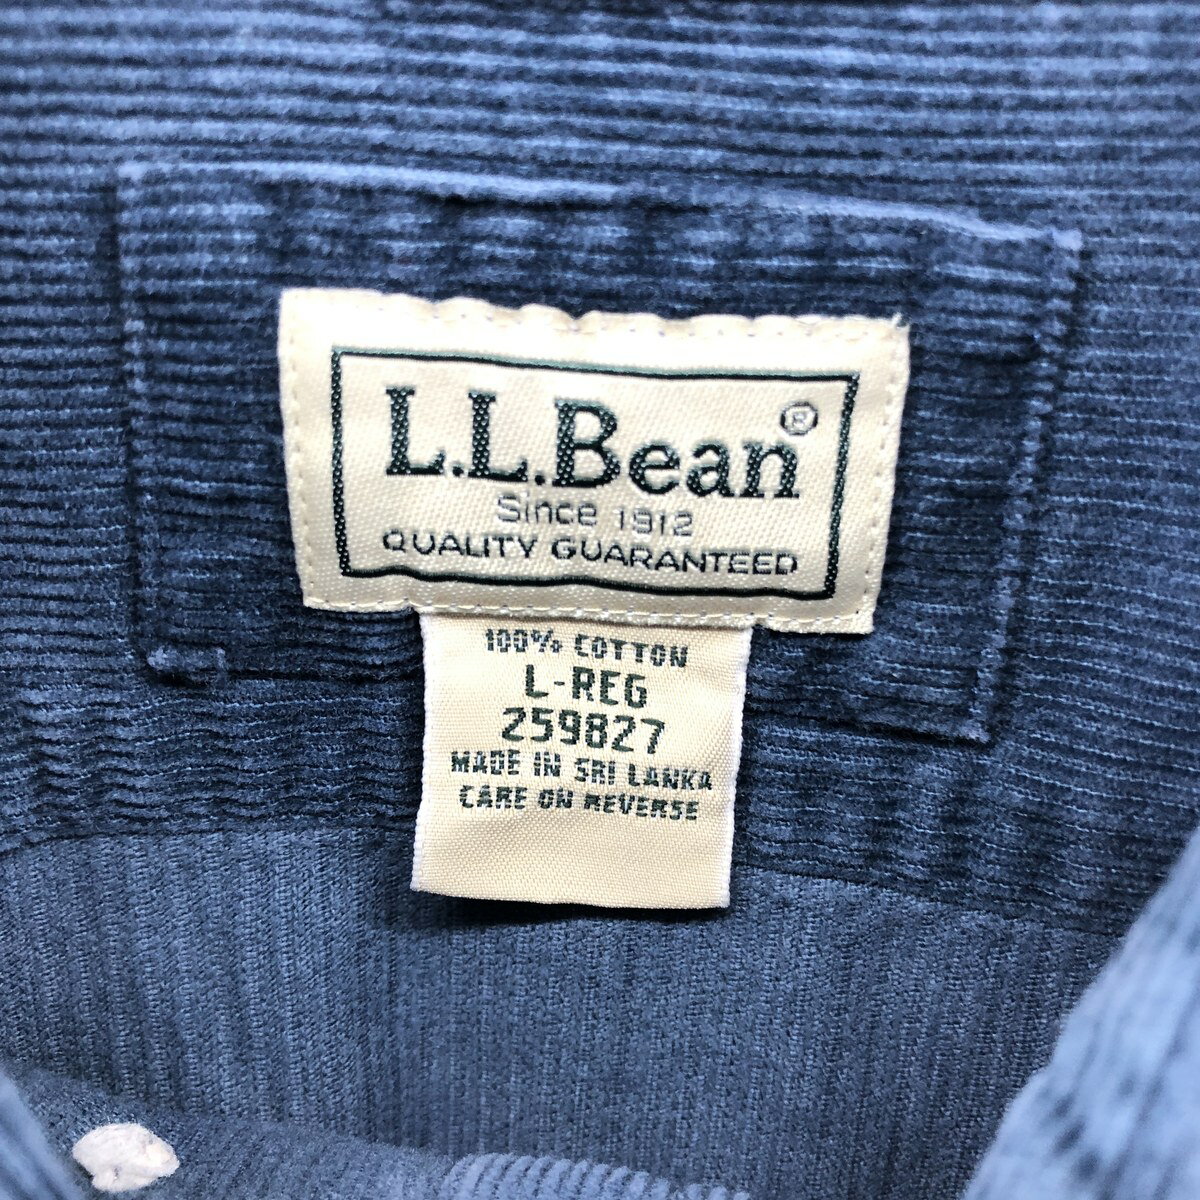 L.L.Bean®
Since 1912
QUALITY GUARANTEED
100% COTTON
L-REG
259827
MADE IN SRI LANKA
CARE ON REVERSE